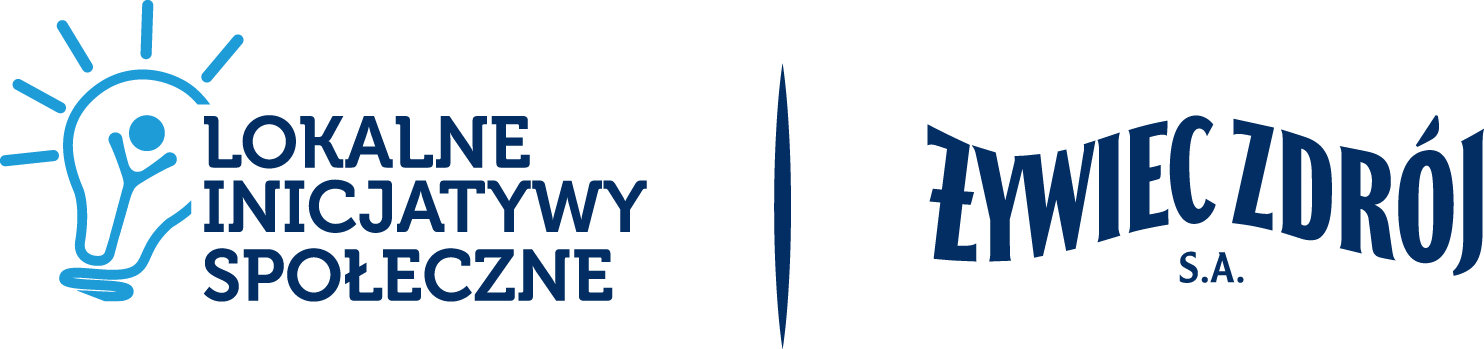 LOKALNE
INICJATYWY
SPOŁECZNE
ŻYWIEC ZDRÓJ
S.A.